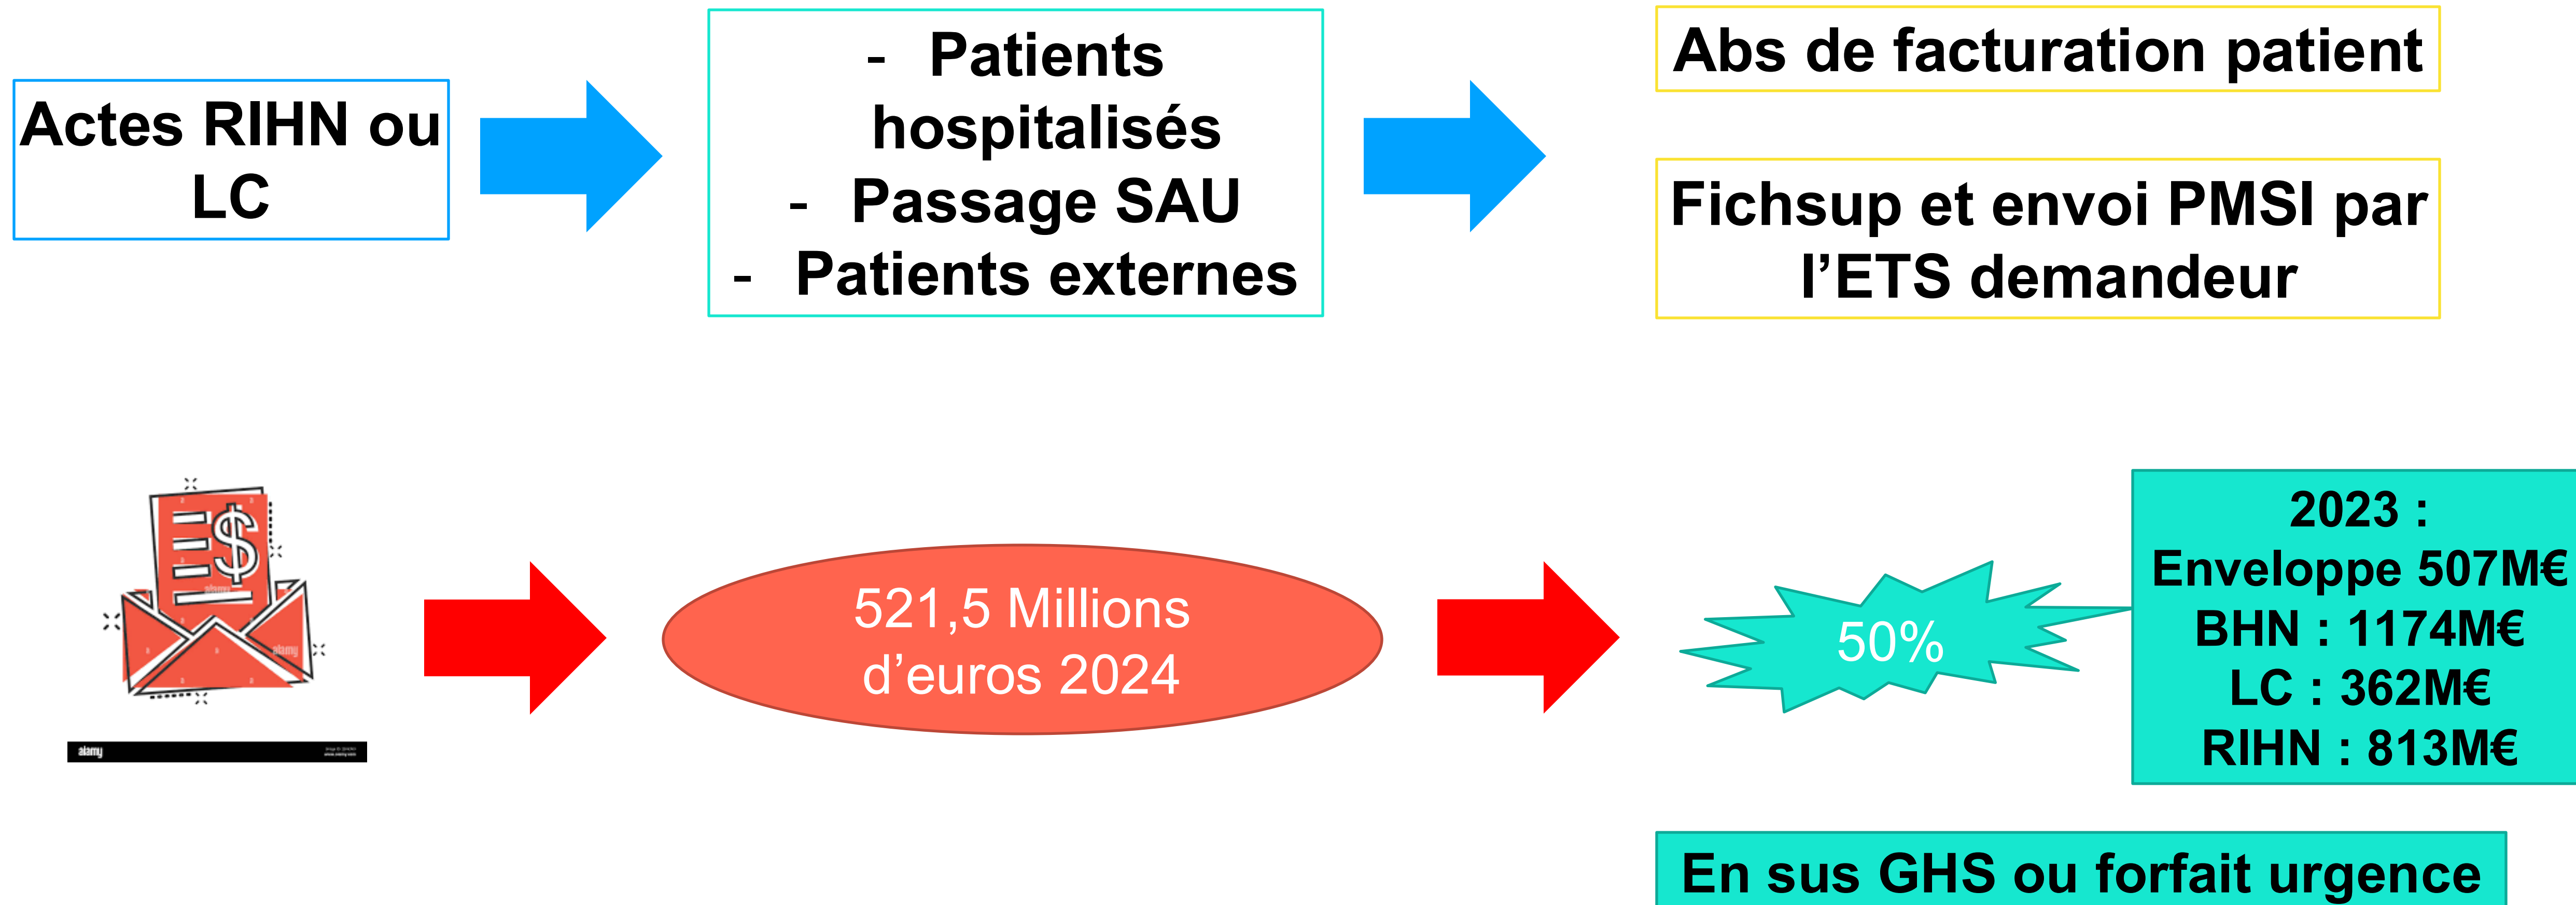 Actes RIHN ou
LC
- Patients
hospitalisés
- Passage SAU
- Patients externes
Abs de facturation patient
Fichsup et envoi PMSI par
l’ETS demandeur
$
alamy
521,5 Millions
d’euros 2024
50%
2023 :
Enveloppe 507M€
BHN : 1174M€
LC : 362M€
RIHN : 813M€
En sus GHS ou forfait urgence